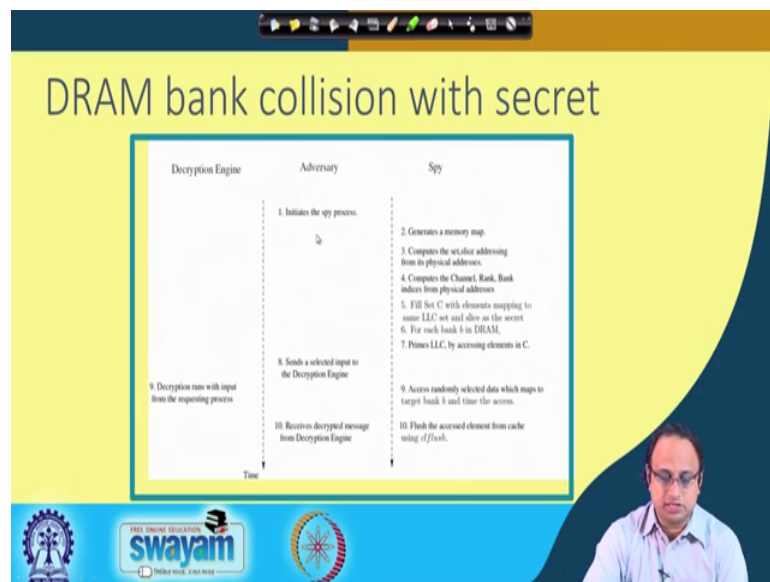 DRAM bank collision with secret
Decryption Engine
Adversary
Spy
1. Initiates the spy process.
2. Generates a memory map.
3. Computes the set,slice addressing
from its physical addresses.
4. Computes the Channel, Rank, Bank
indices from physical addresses
5. Fill Set C with elements mapping to
same LLC set and slice as the secret
6. For each bank b in DRAM,
7. Primes LLC, by accessing elements in C.
8. Sends a selected input to
the Decryption Engine
9. Decryption runs with input
from the requesting process
9. Access randomly selected data which maps to
target bank b and time the access.
10. Receives decrypted message
from Decryption Engine
10. Flush the accessed element from cache
using clflush.
Time
FREE ONLINE EDUCATION
swayam